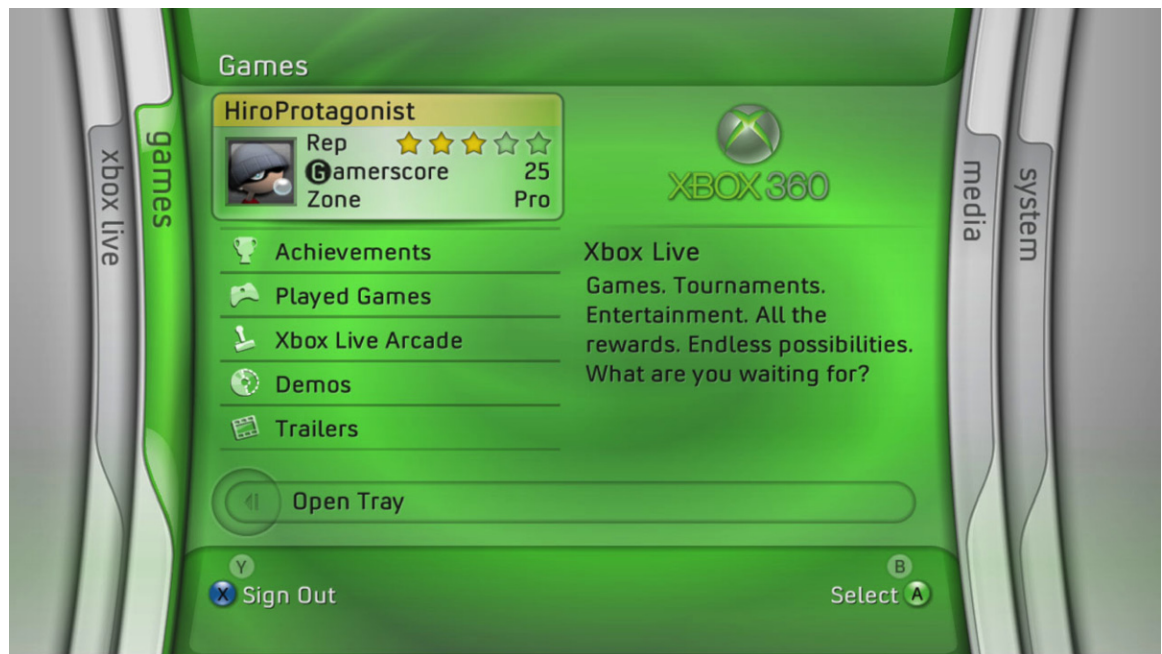 xbox live
games
Games
HiroProtagonist
Rep
Gamerscore 25
Zone Pro
Achievements
Played Games
Xbox Live Arcade
Demos
Trailers
Open Tray
XBOX 360
Xbox Live
Games. Tournaments.
Entertainment. All the
rewards. Endless possibilities.
What are you waiting for?
media
system
Y
X Sign Out
B
Select A